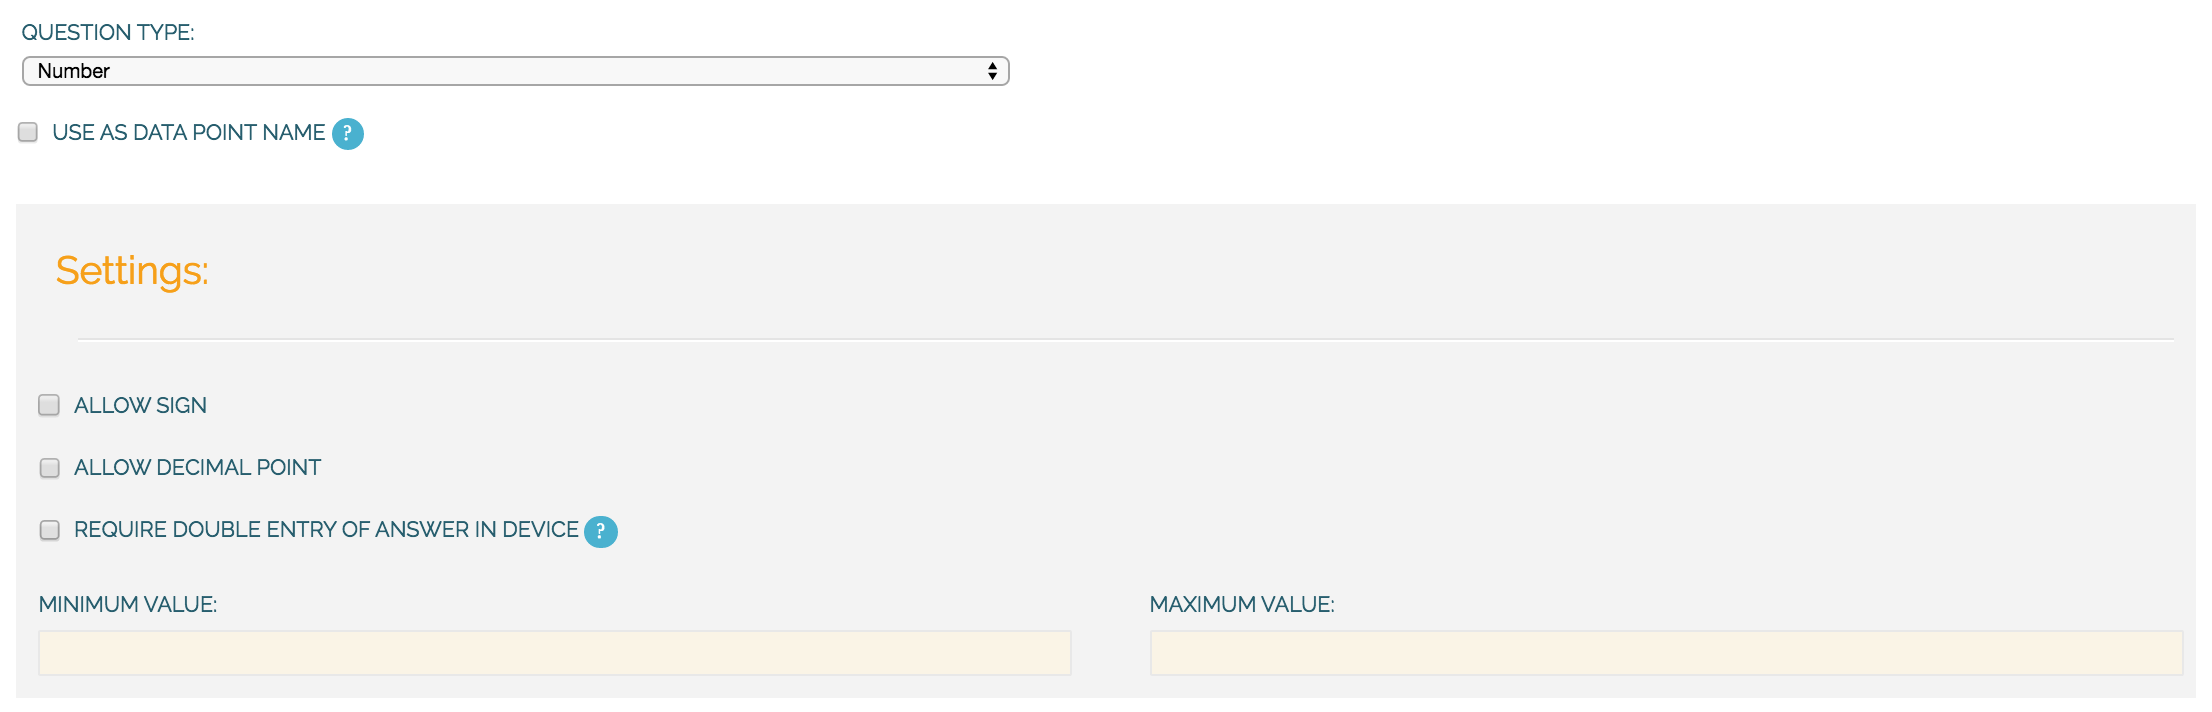 QUESTION TYPE:
Number
USE AS DATA POINT NAME ?
Settings:
ALLOW SIGN
ALLOW DECIMAL POINT
REQUIRE DOUBLE ENTRY OF ANSWER IN DEVICE ?
MINIMUM VALUE: MAXIMUM VALUE: